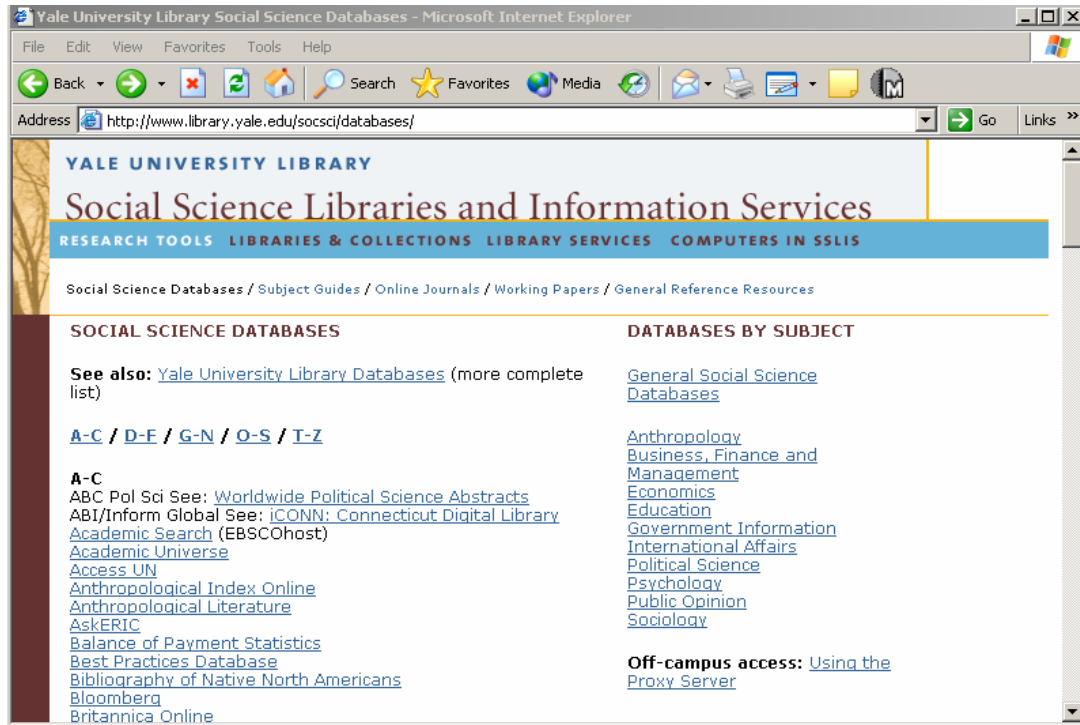 Yale University Library Social Science Databases - Microsoft Internet Explorer
File Edit View Favorites Tools Help
Back Search Favorites Media
Address http://www.library.yale.edu/socsci/databases/ Go Links »
YALE UNIVERSITY LIBRARY
Social Science Libraries and Information Services
RESEARCH TOOLS LIBRARIES & COLLECTIONS LIBRARY SERVICES COMPUTERS IN SSLIS
Social Science Databases / Subject Guides / Online Journals / Working Papers / General Reference Resources
SOCIAL SCIENCE DATABASES
See also: Yale University Library Databases (more complete
list)
A-C / D-F / G-N / O-S / T-Z
A-C
ABC Pol Sci See: Worldwide Political Science Abstracts
ABI/Inform Global See: iCONN: Connecticut Digital Library
Academic Search (EBSCOhost)
Academic Universe
Access UN
Anthropological Index Online
Anthropological Literature
AskERIC
Balance of Payment Statistics
Best Practices Database
Bibliography of Native North Americans
Bloomberg
Britannica Online
DATABASES BY SUBJECT
General Social Science
Databases
Anthropology
Business, Finance and
Management
Economics
Education
Government Information
International Affairs
Political Science
Psychology
Public Opinion
Sociology
Off-campus access: Using the
Proxy Server